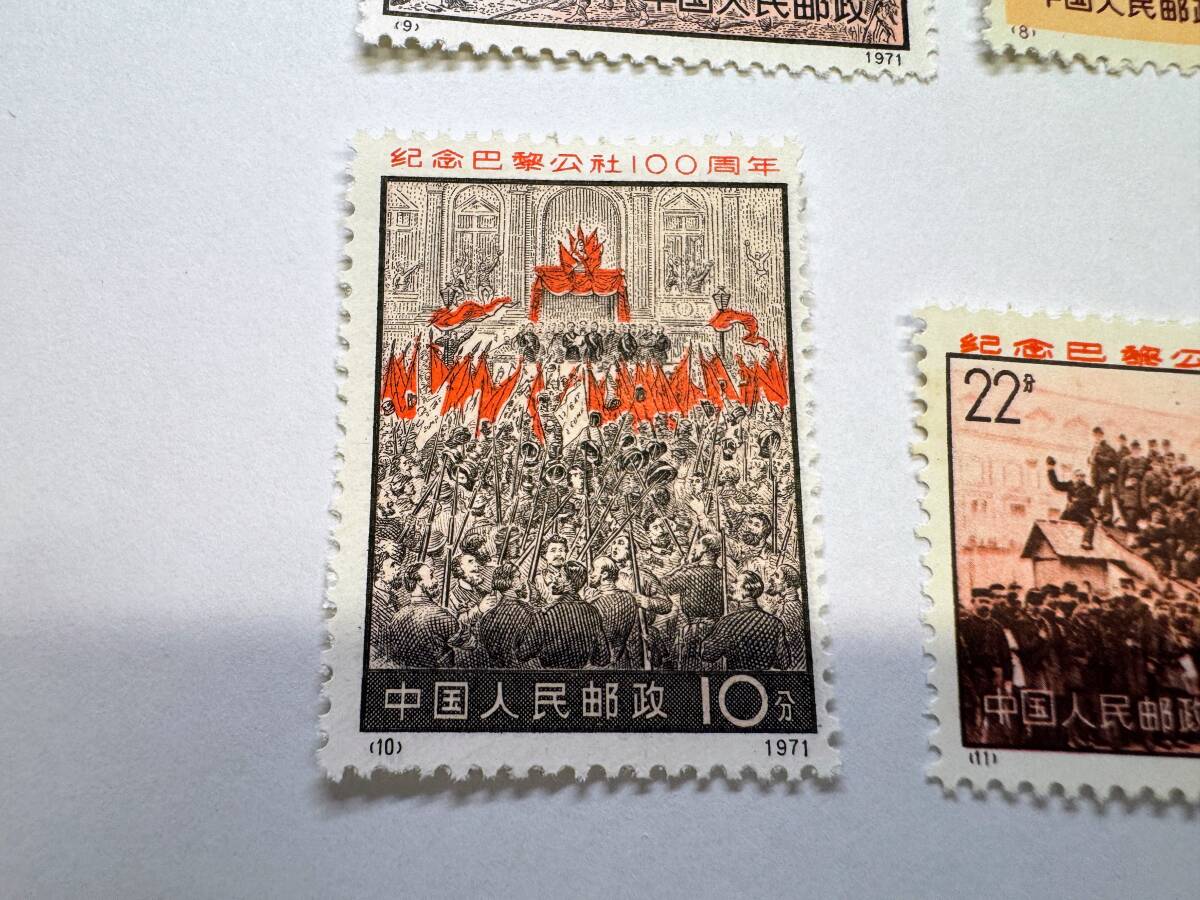 中国人民邮政
(9)
1971
中国人民邮
(8)
纪念巴黎公社100周年
中国人民邮政 10分
(10)
1971
纪念巴黎公
22分
中国人民邮政
(11)